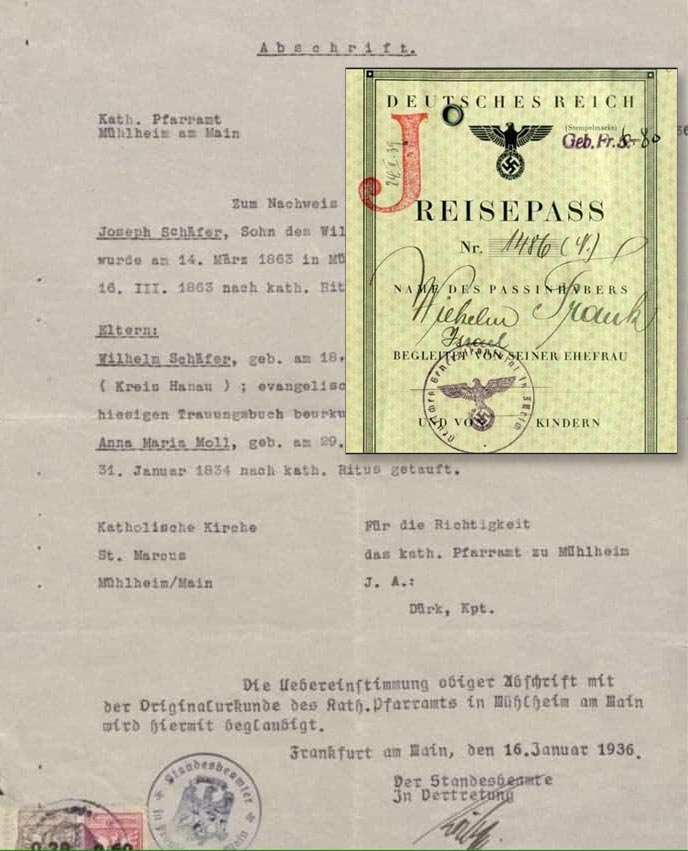 Abschrift.
Kath. Pfarramt
Mühlheim am Main
Zum Nachweis
Joseph Schäfer, Sohn des Wil
wurde am 14. März 1863 in Mü
16. III. 1863 nach kath. Rit
Eltern:
Wilhelm Schäfer, geb. am 18.
( Kreis Hanau ) ; evangelisc
hiesigen Trauungsbuch beurku
Anna Maria Moll, geb. am 29.
31. Januar 1834 nach kath. Ritus getauft.
Katholische Kirche
St. Marcus
Mühlheim/Main
Für die Richtigkeit
das kath. Pfarramt zu Mühlheim
J. A.:
Dürk, Kpt.
Die Uebereinstimmung obiger Abschrift mit
der Originalurkunde des Kath.Pfarramts in Mühlheim am Main
wird hiermit beglaubigt.
Frankfurt am Main, den 16.Januar 1936.
Der Standesbeamte
In Vertretung
Standesbeamter
DEUTSCHES REICH
J
(Stempelmarke)
Geb. Fr. 80
REISEPASS
Nr. 1486 (V.)
NAME DES PASSINHABERS
Wilhelm Frank
Israel
BEGLEITET VON SEINER EHEFRAU
UND VON KINDERN